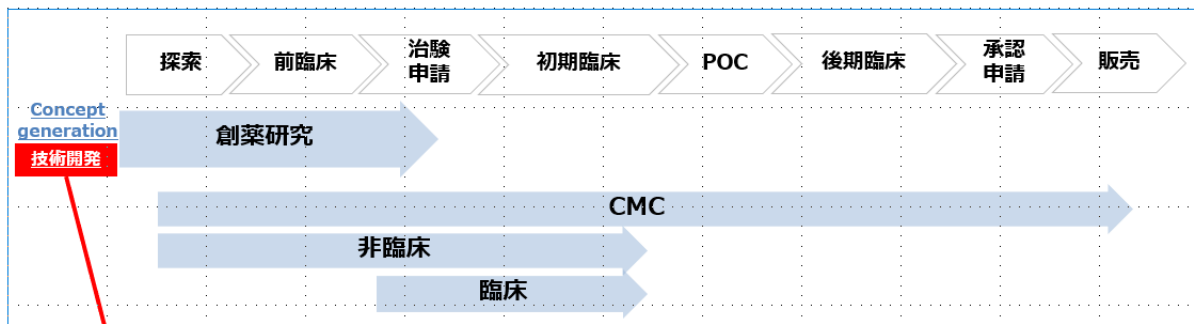 探索
前臨床
治験
申請
初期臨床
POC
後期臨床
承認
申請
販売
Concept
generation
技術開発
創薬研究
CMC
非臨床
臨床